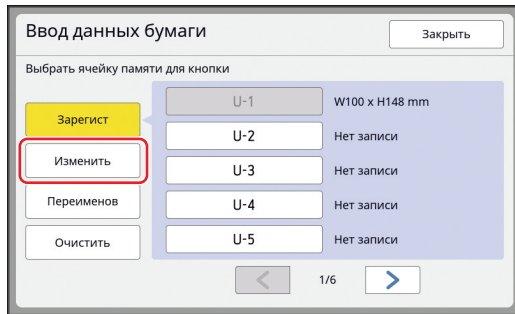 Ввод данных бумаги
Закрыть
Выбрать ячейку памяти для кнопки
Зарегист
Изменить
Переименов
Очистить
U-1 W100 x H148 mm
U-2 Нет записи
U-3 Нет записи
U-4 Нет записи
U-5 Нет записи
1/6